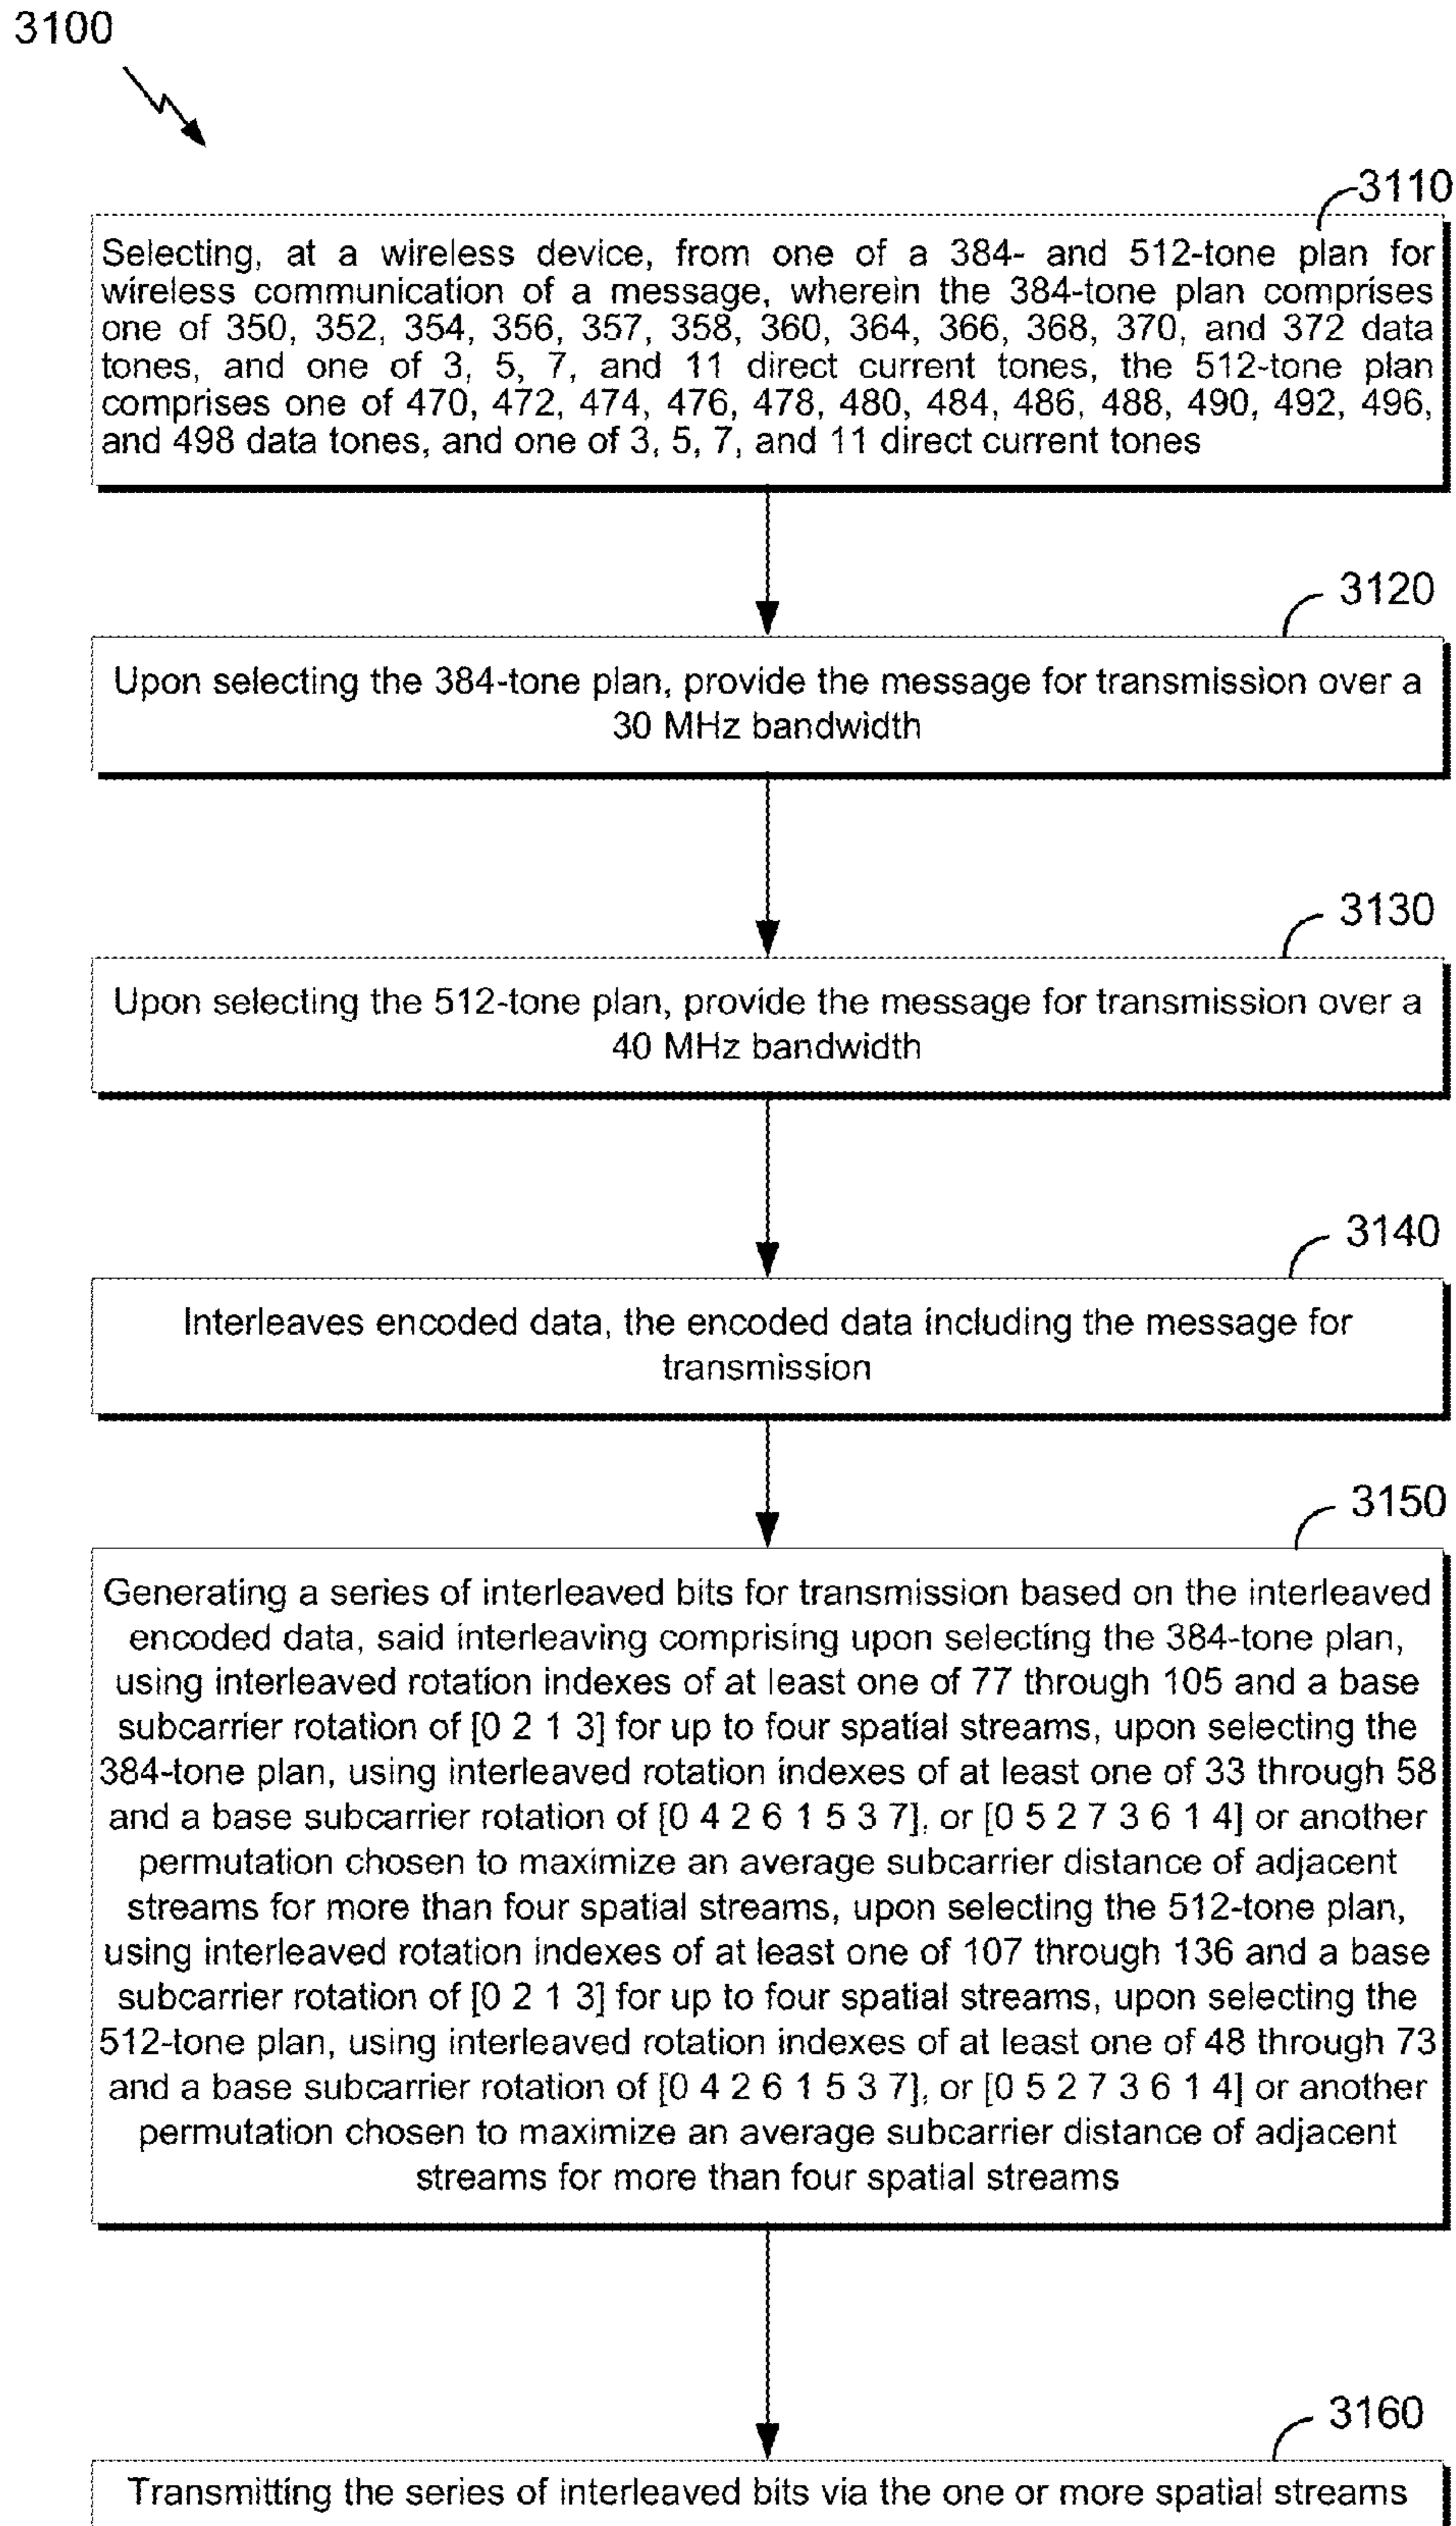 3100
3110
Selecting, at a wireless device, from one of a 384- and 512-tone plan for
wireless communication of a message, wherein the 384-tone plan comprises
one of 350, 352, 354, 356, 357, 358, 360, 364, 366, 368, 370, and 372 data
tones, and one of 3, 5, 7, and 11 direct current tones, the 512-tone plan
comprises one of 470, 472, 474, 476, 478, 480, 484, 486, 488, 490, 492, 496,
and 498 data tones, and one of 3, 5, 7, and 11 direct current tones
3120
Upon selecting the 384-tone plan, provide the message for transmission over a
30 MHz bandwidth
3130
Upon selecting the 512-tone plan, provide the message for transmission over a
40 MHz bandwidth
3140
Interleaves encoded data, the encoded data including the message for
transmission
3150
Generating a series of interleaved bits for transmission based on the interleaved
encoded data, said interleaving comprising upon selecting the 384-tone plan,
using interleaved rotation indexes of at least one of 77 through 105 and a base
subcarrier rotation of [0 2 1 3] for up to four spatial streams, upon selecting the
384-tone plan, using interleaved rotation indexes of at least one of 33 through 58
and a base subcarrier rotation of [0 4 2 6 1 5 3 7], or [0 5 2 7 3 6 1 4] or another
permutation chosen to maximize an average subcarrier distance of adjacent
streams for more than four spatial streams, upon selecting the 512-tone plan,
using interleaved rotation indexes of at least one of 107 through 136 and a base
subcarrier rotation of [0 2 1 3] for up to four spatial streams, upon selecting the
512-tone plan, using interleaved rotation indexes of at least one of 48 through 73
and a base subcarrier rotation of [0 4 2 6 1 5 3 7], or [0 5 2 7 3 6 1 4] or another
permutation chosen to maximize an average subcarrier distance of adjacent
streams for more than four spatial streams
3160
Transmitting the series of interleaved bits via the one or more spatial streams